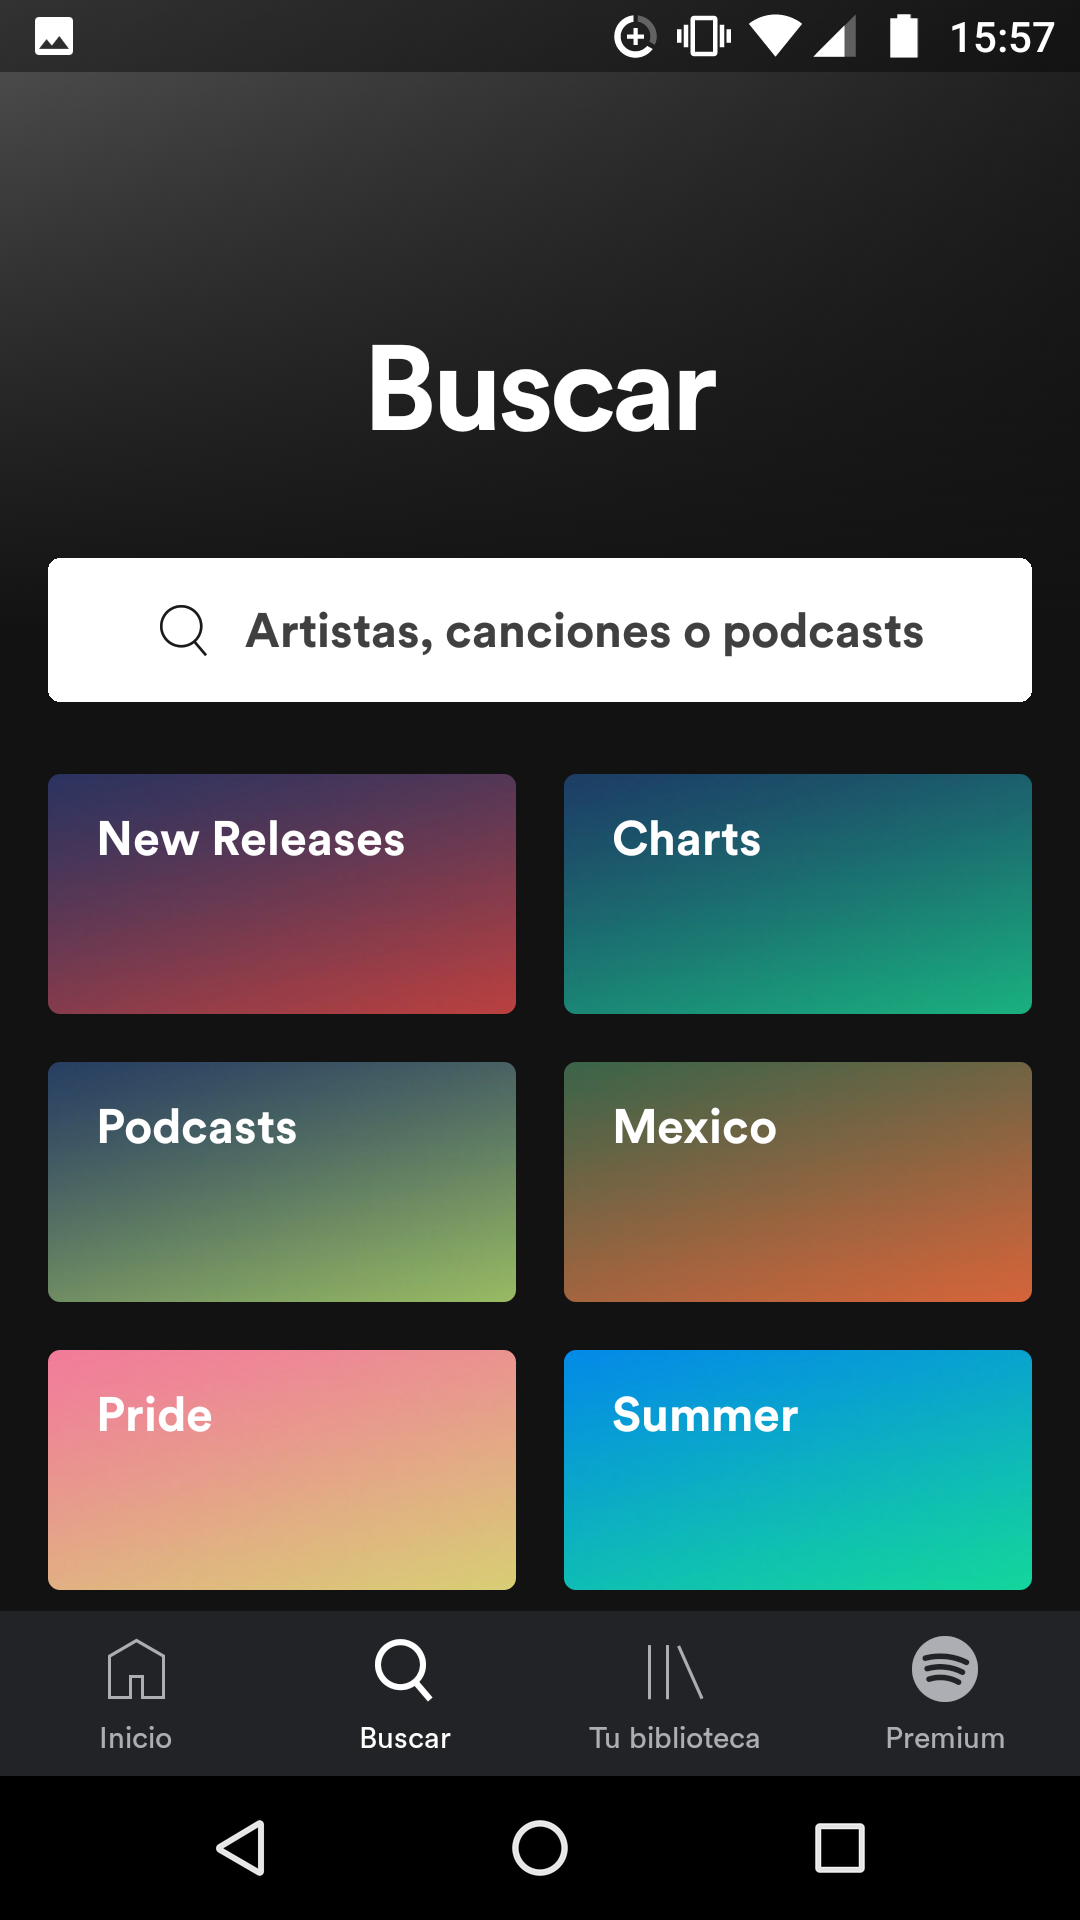 15:57
Buscar
Artistas, canciones o podcasts
New Releases
Charts
Podcasts
Mexico
Pride
Summer
Inicio
Buscar
Tu biblioteca
Premium